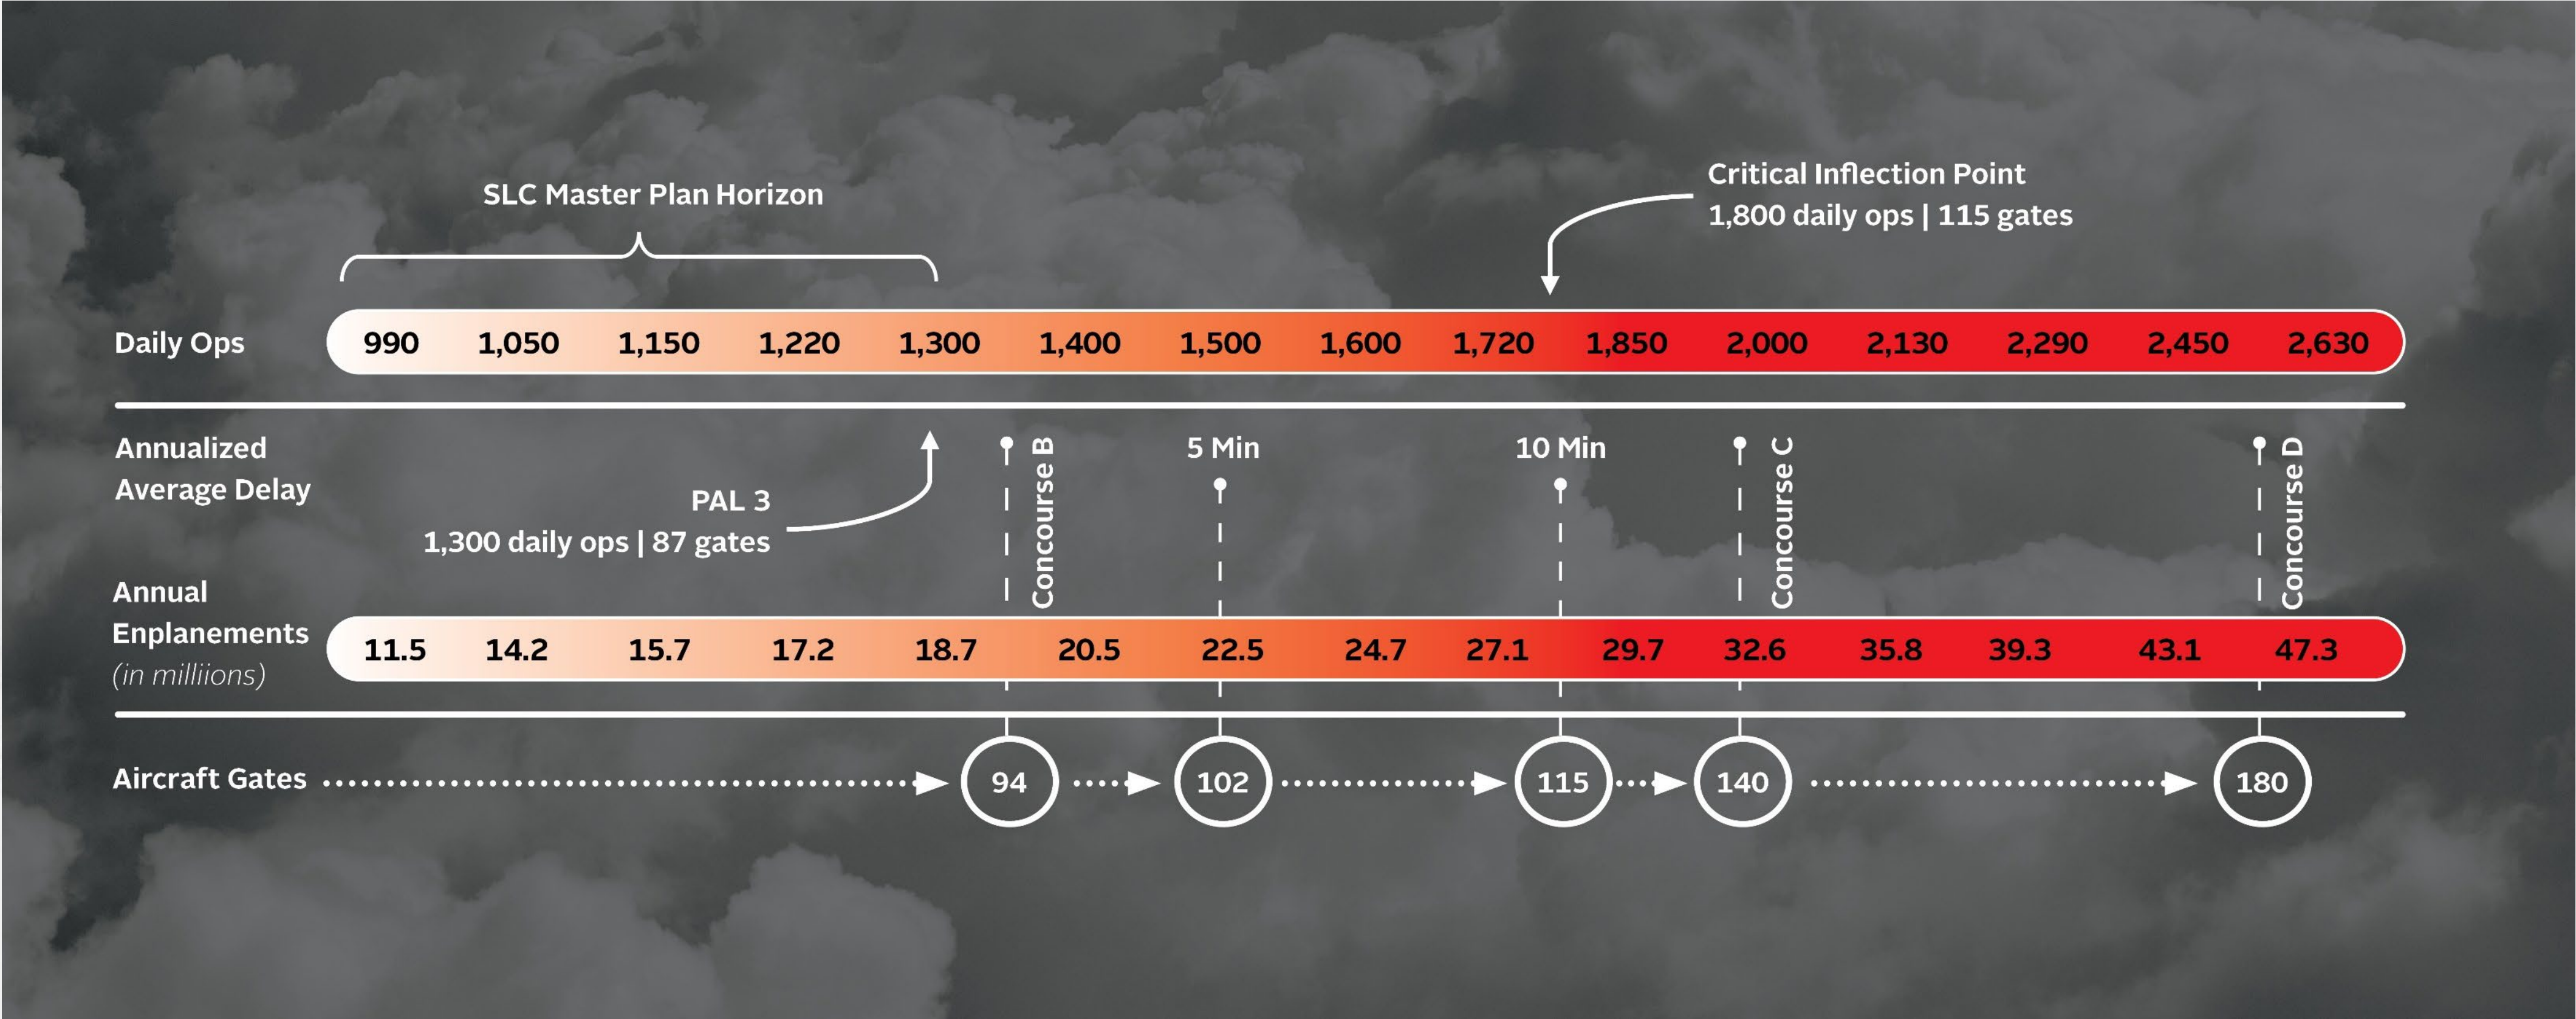 SLC Master Plan Horizon
Critical Inflection Point
1,800 daily ops | 115 gates
Daily Ops 990 1,050 1,150 1,220 1,300 1,400 1,500 1,600 1,720 1,850 2,000 2,130 2,290 2,450 2,630
Annualized
Average Delay
PAL 3
1,300 daily ops | 87 gates
Concourse B
5 Min
10 Min
Concourse C
Concourse D
Annual
Enplanements
(in milliions)
11.5 14.2 15.7 17.2 18.7 20.5 22.5 24.7 27.1 29.7 32.6 35.8 39.3 43.1 47.3
Aircraft Gates 94 102 115 140 180